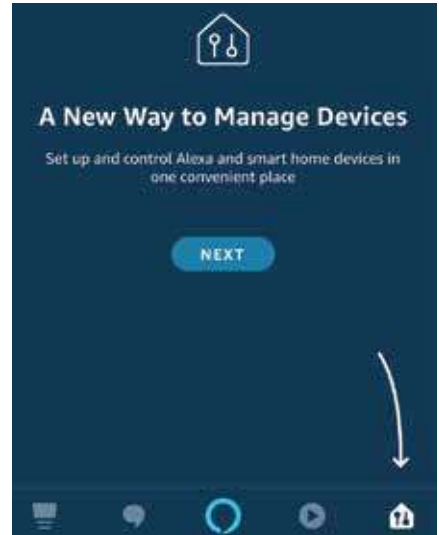 A New Way to Manage Devices
Set up and control Alexa and smart home devices in
one convenient place
NEXT